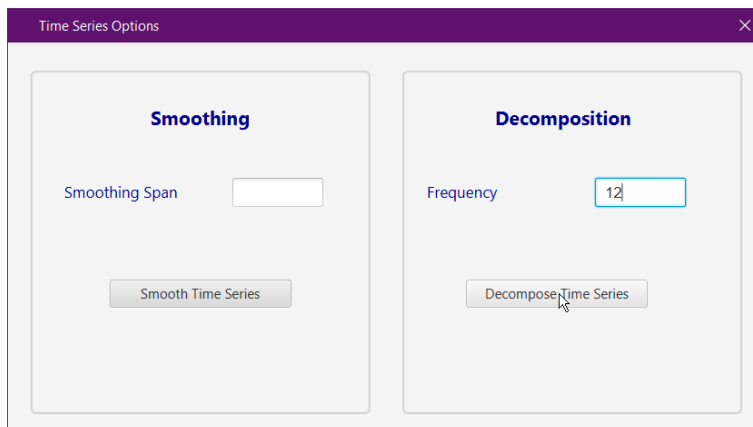 Time Series Options
Smoothing
Smoothing Span
Smooth Time Series
Decomposition
Frequency
12
Decompose Time Series